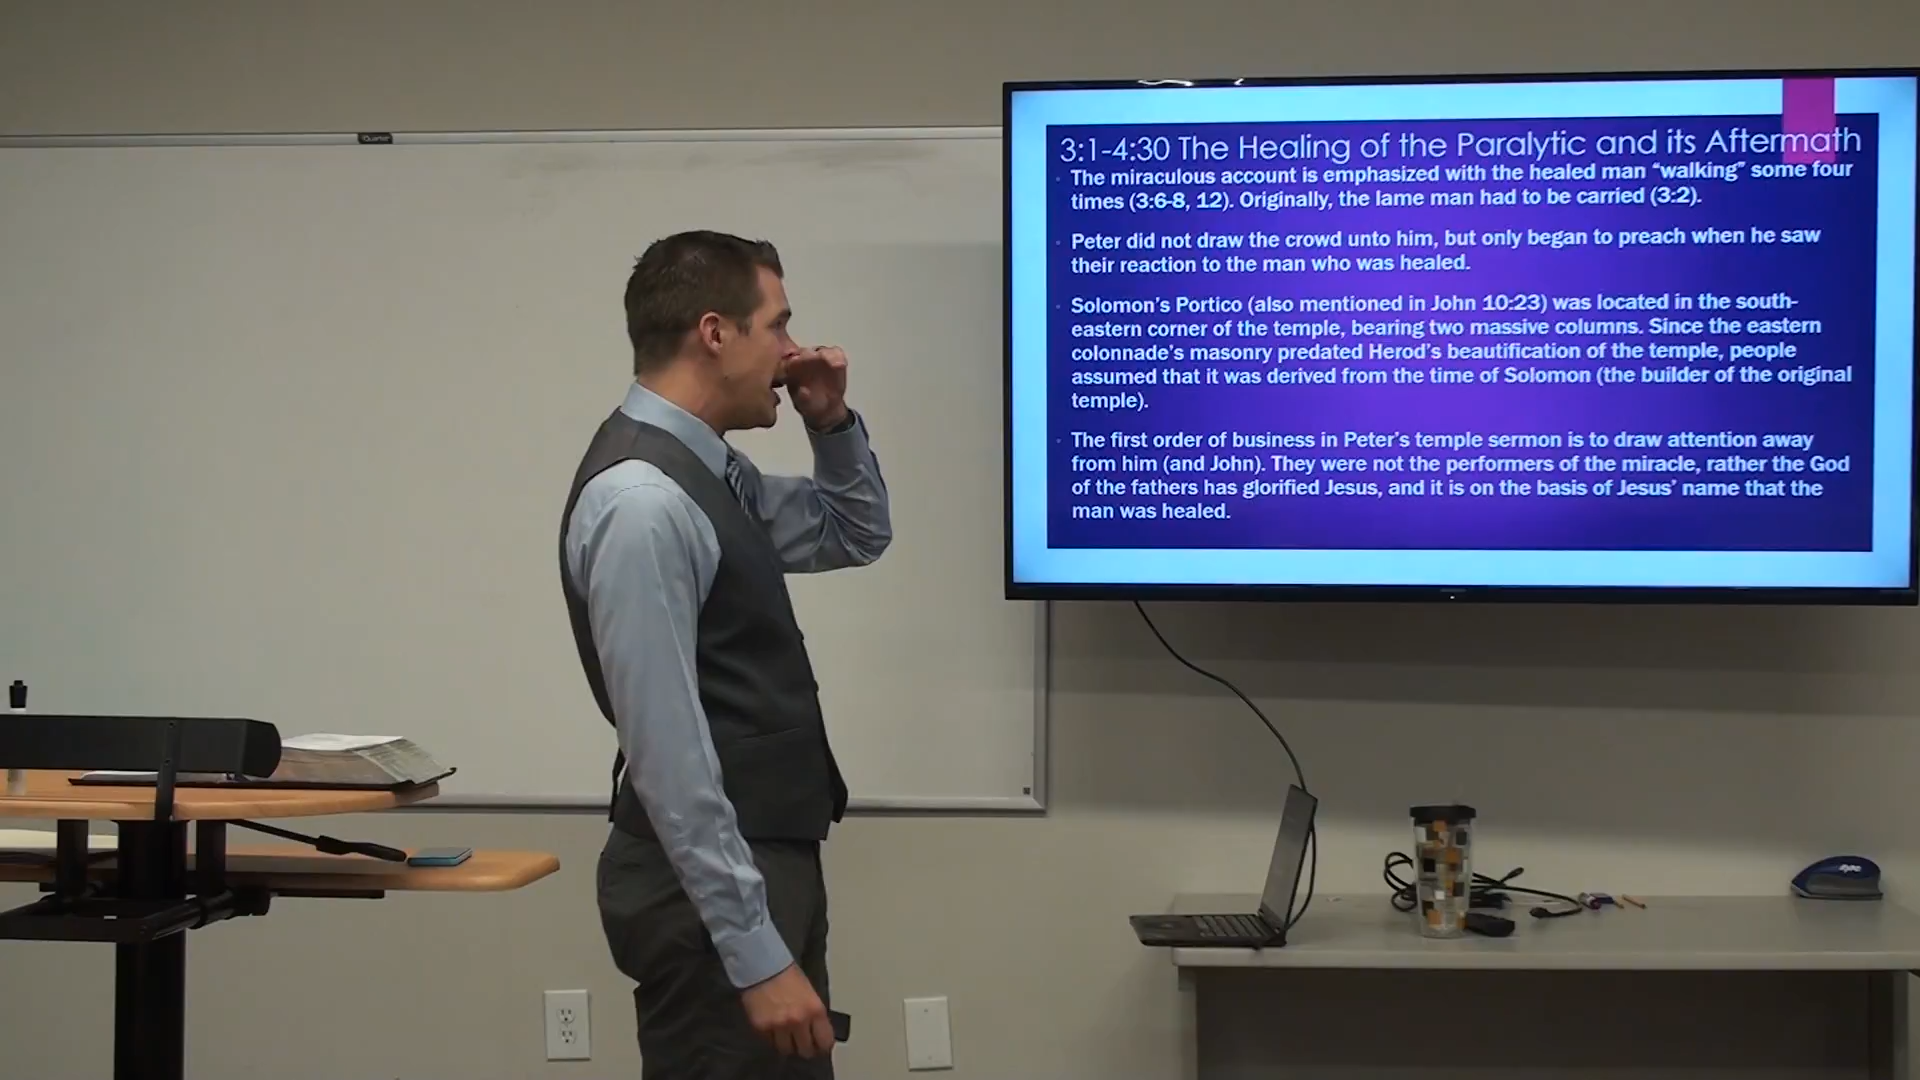 3:1-4:30 The Healing of the Paralytic and its Aftermath
The miraculous account is emphasized with the healed man “walking” some four
times (3:6-8, 12). Originally, the lame man had to be carried (3:2).
Peter did not draw the crowd unto him, but only began to preach when he saw
their reaction to the man who was healed.
Solomon’s Portico (also mentioned in John 10:23) was located in the south-
eastern corner of the temple, bearing two massive columns. Since the eastern
colonnade’s masonry predated Herod’s beautification of the temple, people
assumed that it was derived from the time of Solomon (the builder of the original
temple).
The first order of business in Peter’s temple sermon is to draw attention away
from him (and John). They were not the performers of the miracle, rather the God
of the fathers has glorified Jesus, and it is on the basis of Jesus’ name that the
man was healed.
Quartet
expo